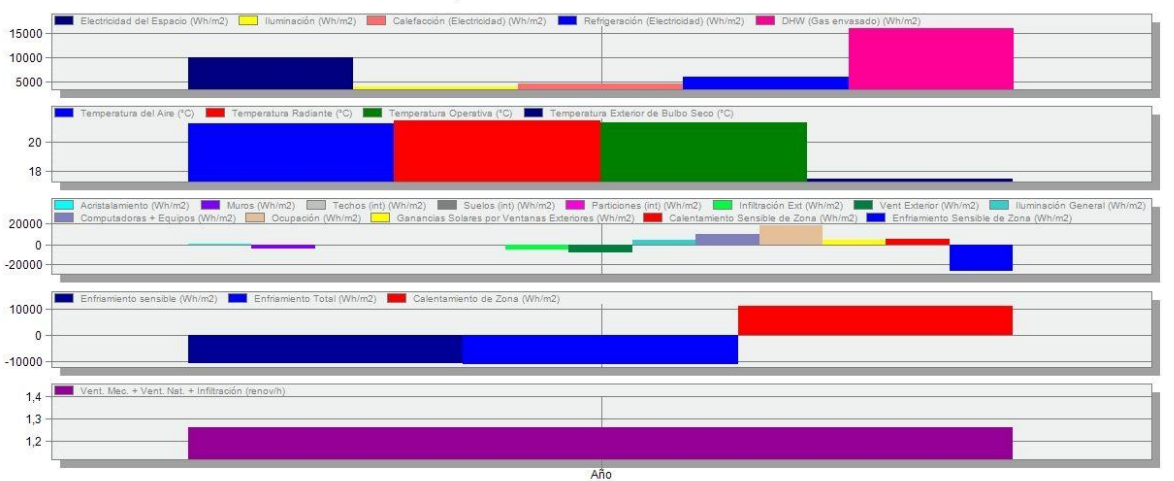 Electricidad del Espacio (Wh/m2) Iluminación (Wh/m2) Calefacción (Electricidad) (Wh/m2) Refrigeración (Electricidad) (Wh/m2) DHW (Gas envasado) (Wh/m2)
15000
10000
5000
Temperatura del Aire (°C) Temperatura Radiante (°C) Temperatura Operativa (°C) Temperatura Exterior de Bulbo Seco (°C)
20
18
Acristalamiento (Wh/m2) Muros (Wh/m2) Techos (int) (Wh/m2) Suelos (int) (Wh/m2) Particiones (int) (Wh/m2) Infiltración Ext (Wh/m2) Vent Exterior (Wh/m2) Iluminación General (Wh/m2)
Computadoras + Equipos (Wh/m2) Ocupación (Wh/m2) Ganancias Solares por Ventanas Exteriores (Wh/m2) Calentamiento Sensible de Zona (Wh/m2) Enfriamiento Sensible de Zona (Wh/m2)
20000
0
-20000
Enfriamiento sensible (Wh/m2) Enfriamiento Total (Wh/m2) Calentamiento de Zona (Wh/m2)
10000
0
-10000
Vent. Mec. + Vent. Nat. + Infiltración (renov/h)
1,4
1,3
1,2
Año